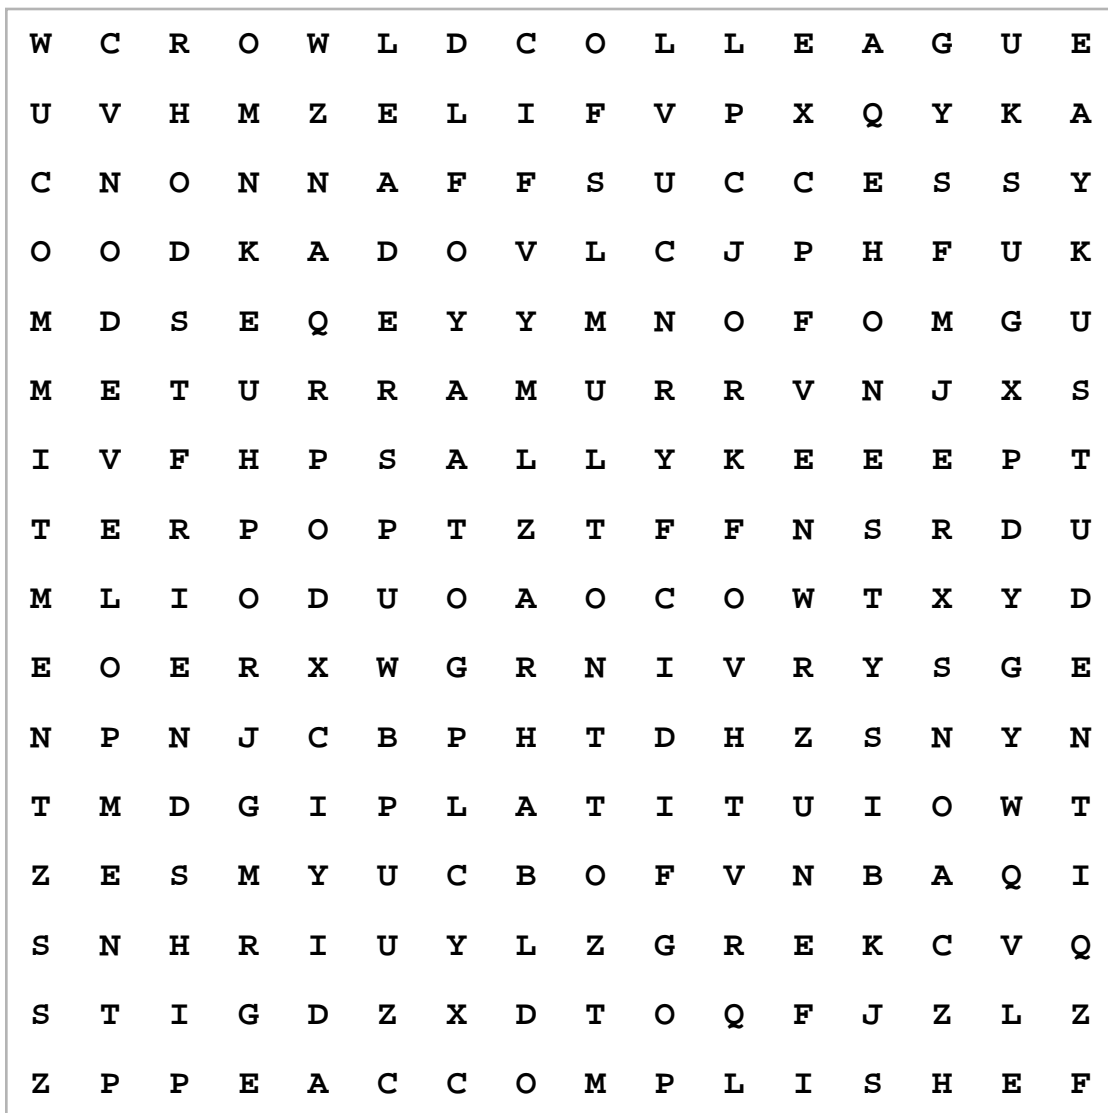 W C R O W L D C O L L E A G U E
U V H M Z E L I F V P X Q Y K A
C N O N N A F F S U C C E S S Y
O O D K A D O V L C J P H F U K
M D S E Q E Y Y M N O F O M G U
M E T U R R A M U R R V N J X S
I V F H P S A L L Y K E E E P T
T E R P O P T Z T F F N S R D U
M L I O D U O A O C O W T X Y D
E O E R X W G R N I V R Y S G E
N P N J C B P H T D H Z S N Y N
T M D G I P L A T I T U I O W T
Z E S M Y U C B O F V N B A Q I
S N H R I U Y L Z G R E K C V Q
S T I G D Z X D T O Q F J Z L Z
Z P P E A C C O M P L I S H E F